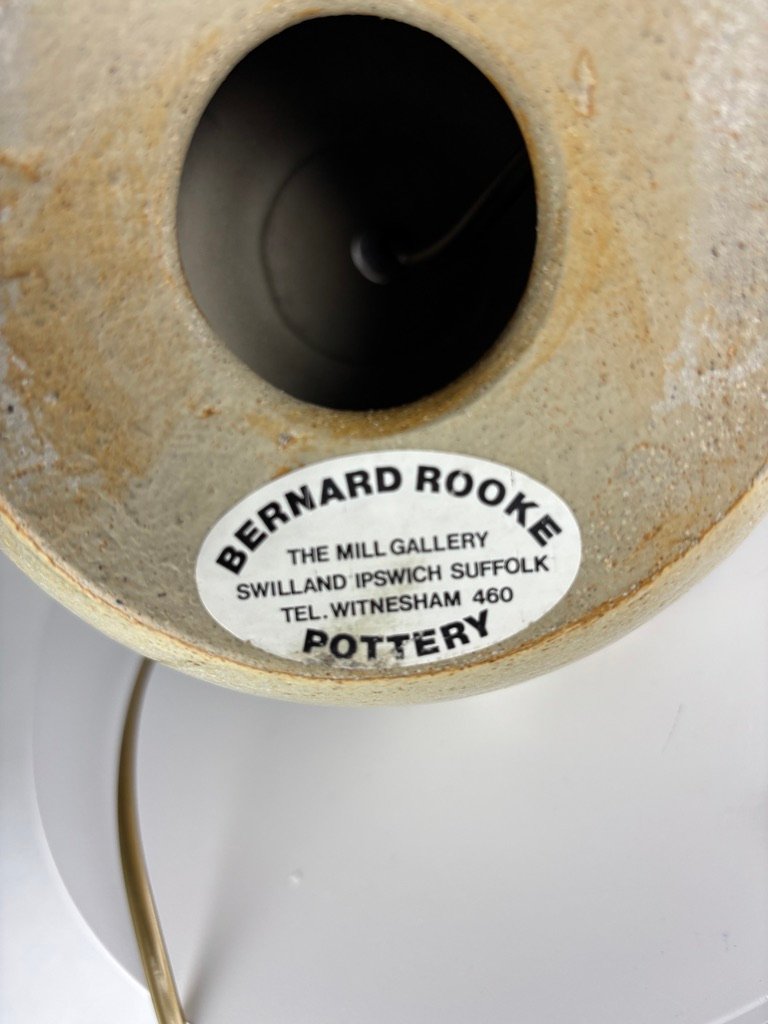 BERNARD ROOKE
THE MILL GALLERY
SWILLAND IPSWICH SUFFOLK
TEL. WITNESHAM 460
POTTERY